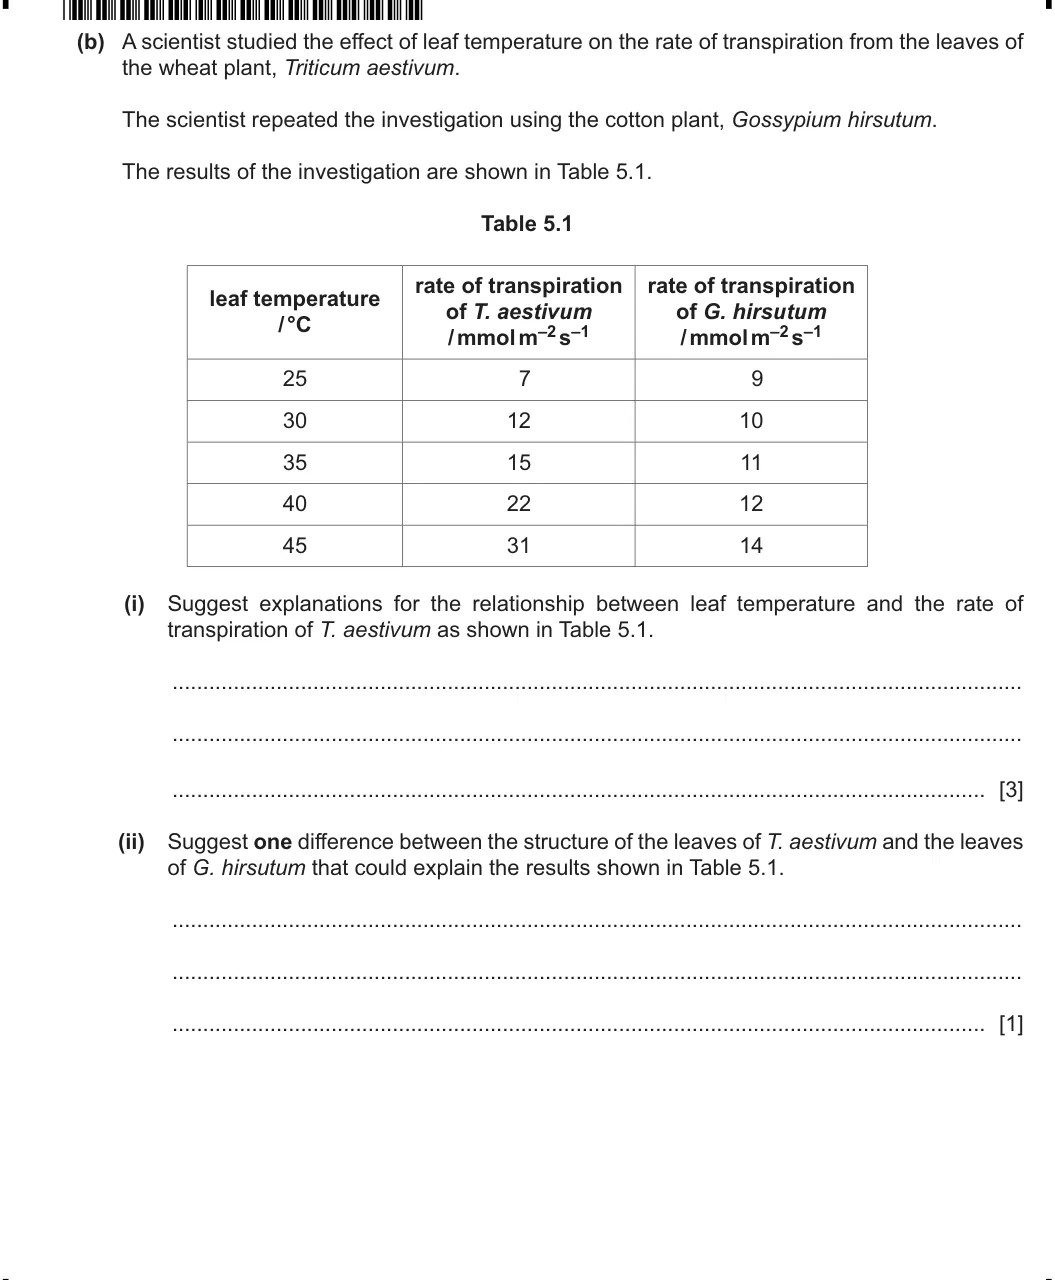 (b) A scientist studied the effect of leaf temperature on the rate of transpiration from the leaves of
the wheat plant, Triticum aestivum.
The scientist repeated the investigation using the cotton plant, Gossypium hirsutum.
The results of the investigation are shown in Table 5.1.
Table 5.1
leaf temperature /°C | rate of transpiration of T. aestivum /mmol m–2 s–1 | rate of transpiration of G. hirsutum /mmol m–2 s–1
25 | 7 | 9
30 | 12 | 10
35 | 15 | 11
40 | 22 | 12
45 | 31 | 14
(i) Suggest explanations for the relationship between leaf temperature and the rate of
transpiration of T. aestivum as shown in Table 5.1.
[3]
(ii) Suggest one difference between the structure of the leaves of T. aestivum and the leaves
of G. hirsutum that could explain the results shown in Table 5.1.
[1]